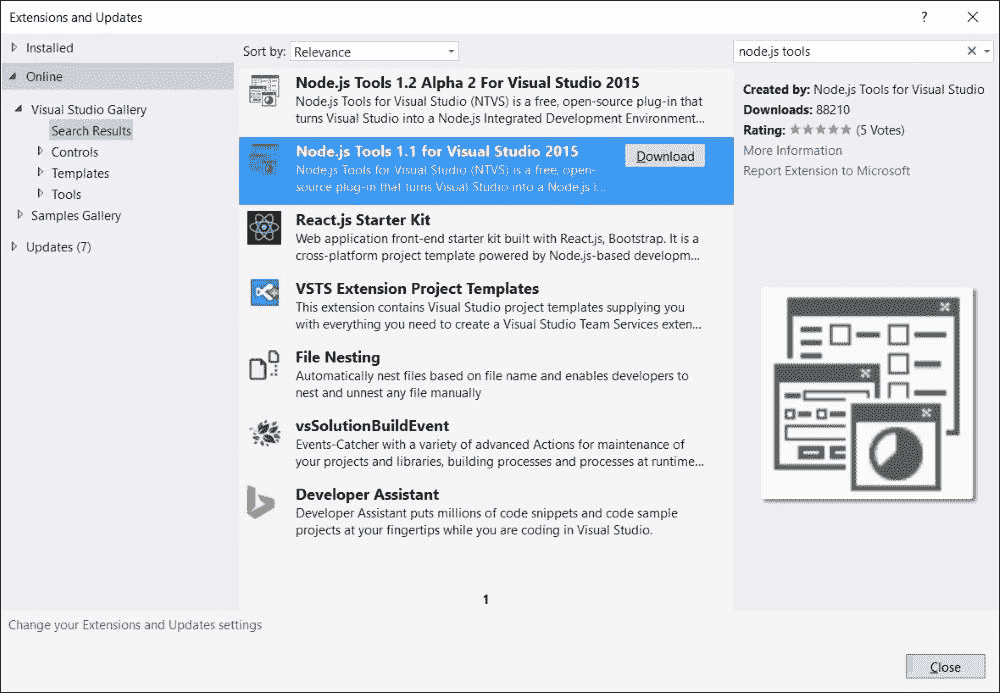 Extensions and Updates
?
Installed
Online
Visual Studio Gallery
Search Results
Controls
Templates
Tools
Samples Gallery
Updates (7)
Sort by: Relevance
Node.js Tools 1.2 Alpha 2 For Visual Studio 2015
Node.js Tools for Visual Studio (NTVS) is a free, open-source plug-in that
turns Visual Studio into a Node.js Integrated Development Environment...
Node.js Tools 1.1 for Visual Studio 2015
Download
Node.js Tools for Visual Studio (NTVS) is a free, open-
source plug-in that turns Visual Studio into a Node.js I...
React.js Starter Kit
Web application front-end starter kit built with React.js, Bootstrap. It is a
cross-platform project template powered by Node.js-based developm...
VSTS Extension Project Templates
This extension contains Visual Studio project templates supplying you
with everything you need to create a Visual Studio Team Services exten...
File Nesting
Automatically nest files based on file name and enables developers to
nest and unnest any file manually
vsSolutionBuildEvent
Events-Catcher with a variety of advanced Actions for maintenance of
your projects and libraries, building processes and processes at runtime...
Developer Assistant
Developer Assistant puts millions of code snippets and code sample
projects at your fingertips while you are coding in Visual Studio.
1
node.js tools
Created by: Node.js Tools for Visual Studio
Downloads: 88210
Rating: (5 Votes)
More Information
Report Extension to Microsoft
Change your Extensions and Updates settings
Close